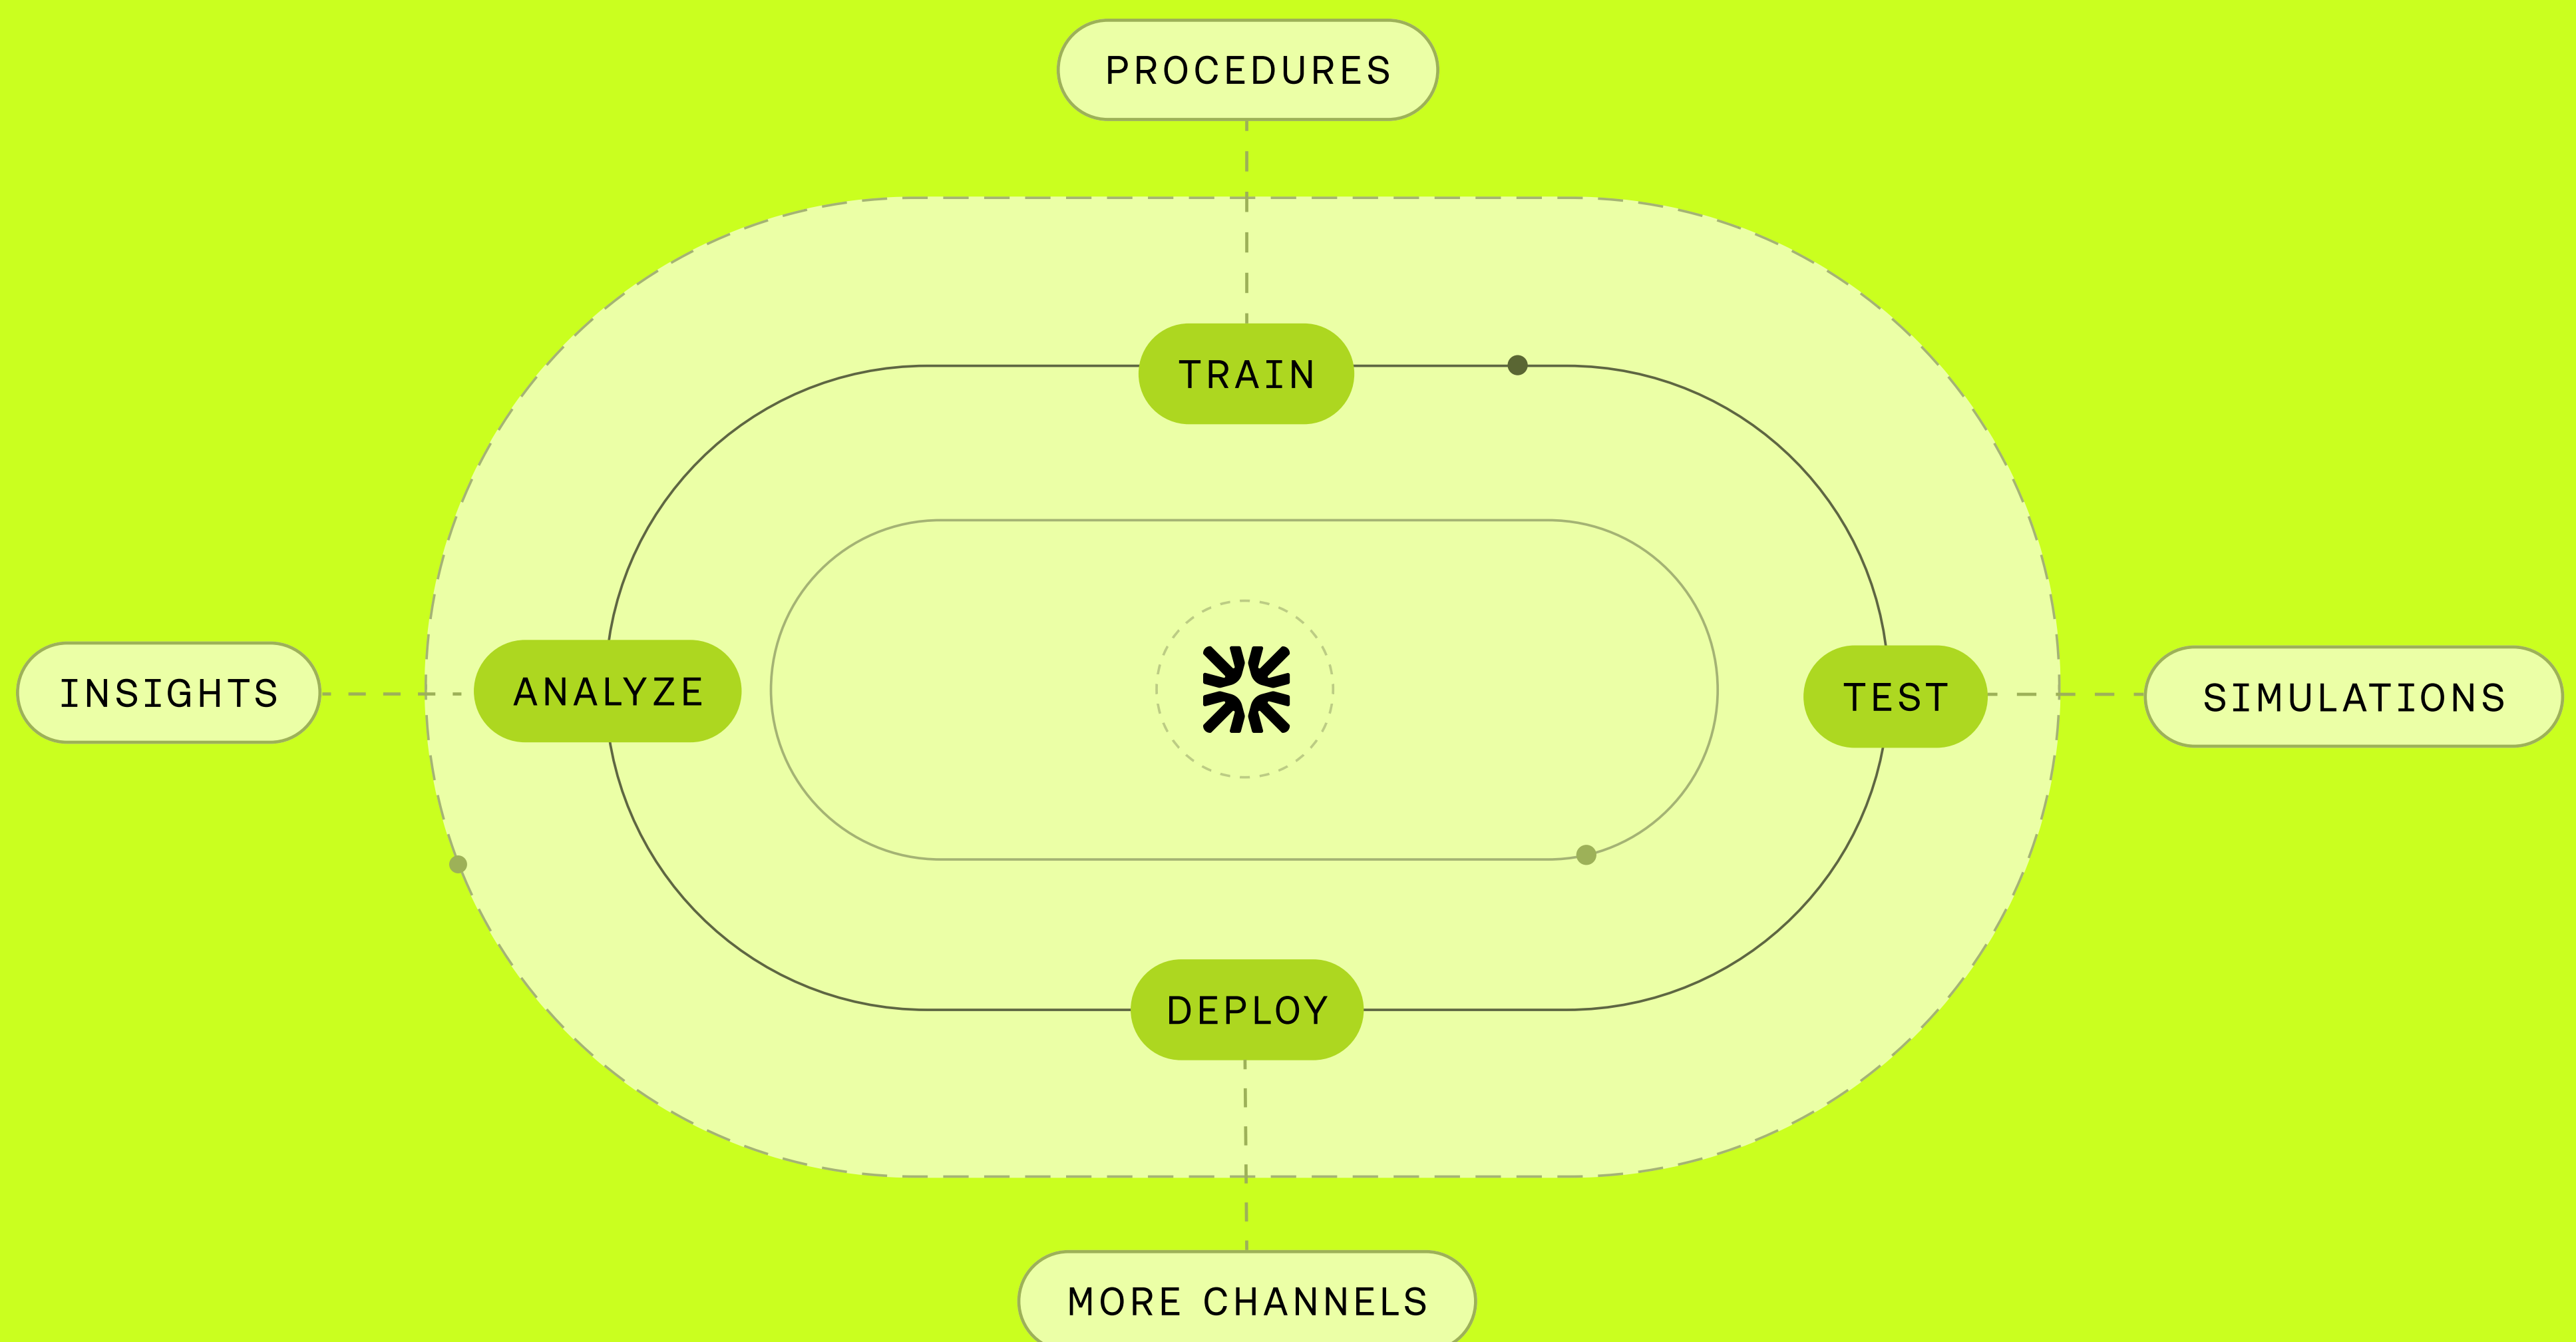 PROCEDURES
TRAIN
INSIGHTS
ANALYZE
TEST
SIMULATIONS
DEPLOY
MORE CHANNELS